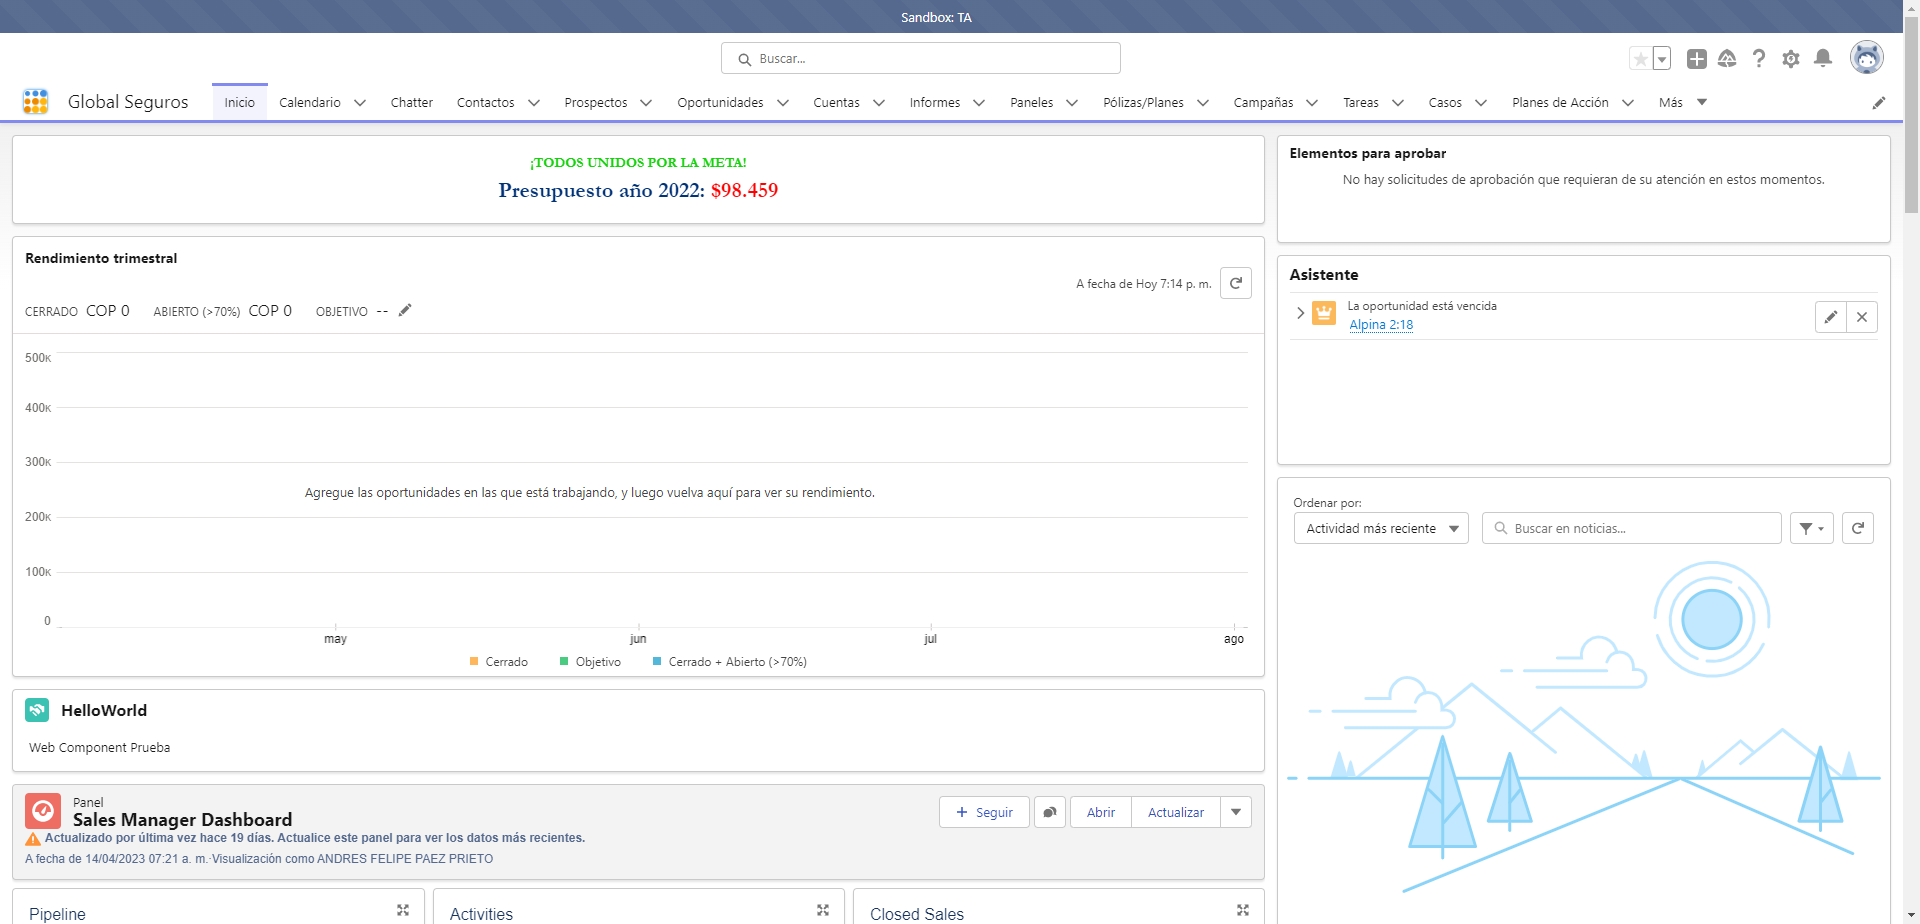 Sandbox: TA
Buscar...
Global Seguros
Inicio
Calendario
Chatter
Contactos
Prospectos
Oportunidades
Cuentas
Informes
Paneles
Pólizas/Planes
Campañas
Tareas
Casos
Planes de Acción
Más
¡TODOS UNIDOS POR LA META!
Presupuesto año 2022: $98.459
Rendimiento trimestral
A fecha de Hoy 7:14 p. m.
CERRADO COP 0 ABIERTO (>70%) COP 0 OBJETIVO --
500K
400K
300K
Agregue las oportunidades en las que está trabajando, y luego vuelva aquí para ver su rendimiento.
200K
100K
0
may jun jul ago
Cerrado Objetivo Cerrado + Abierto (>70%)
HelloWorld
Web Component Prueba
Panel
Sales Manager Dashboard
Actualizado por última vez hace 19 días. Actualice este panel para ver los datos más recientes.
A fecha de 14/04/2023 07:21 a. m.·Visualización como ANDRES FELIPE PAEZ PRIETO
+ Seguir
Abrir
Actualizar
Pipeline
Activities
Closed Sales
Elementos para aprobar
No hay solicitudes de aprobación que requieran de su atención en estos momentos.
Asistente
La oportunidad está vencida
Alpina 2:18
Ordenar por:
Actividad más reciente
Buscar en noticias...